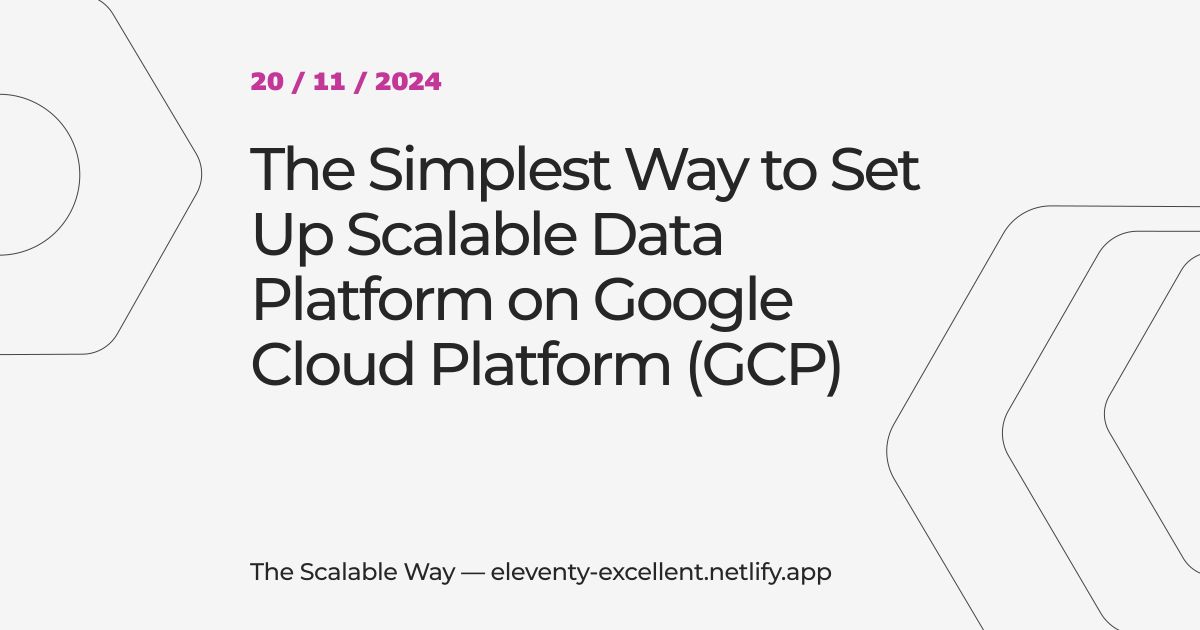 20 / 11 / 2024
The Simplest Way to Set
Up Scalable Data
Platform on Google
Cloud Platform (GCP)
The Scalable Way — eleventy-excellent.netlify.app